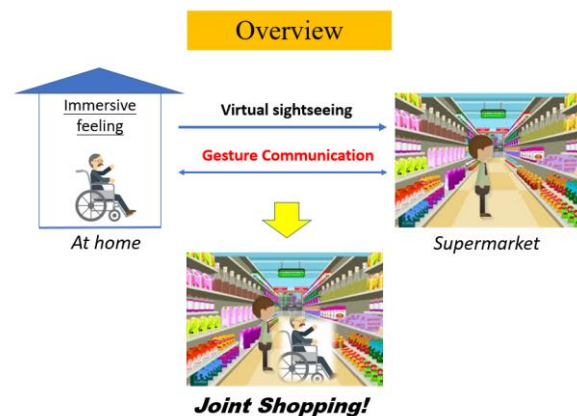 Overview
Immersive
feeling
Virtual sightseeing
Gesture Communication
At home
Supermarket
Joint Shopping!